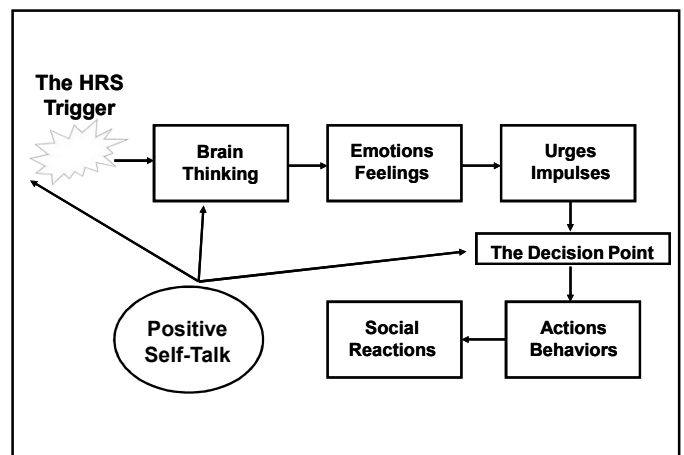 The HRS
Trigger
Brain
Thinking
Emotions
Feelings
Urges
Impulses
The Decision Point
Positive
Self-Talk
Social
Reactions
Actions
Behaviors